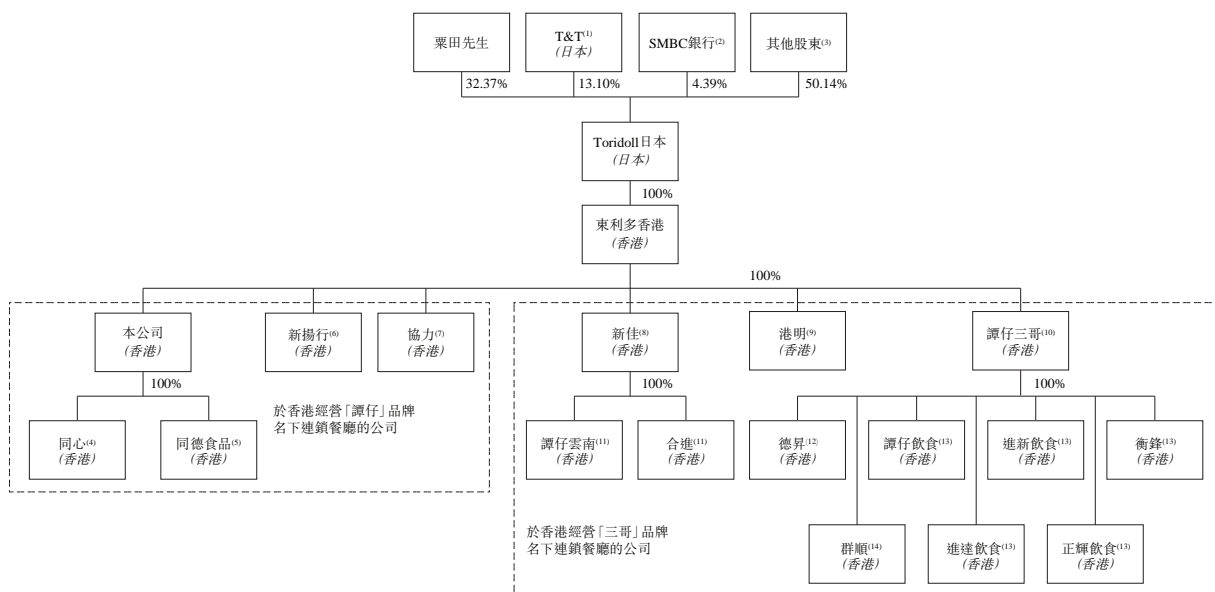 粟田先生
T&T(1)
(日本)
SMBC銀行(2)
其他股東(3)
32.37%
13.10%
4.39%
50.14%
Toridoll日本
(日本)
100%
東利多香港
(香港)
100%
本公司
(香港)
新揚行(6)
(香港)
協力(7)
(香港)
新佳(8)
(香港)
港明(9)
(香港)
譚仔三哥(10)
(香港)
100%
100%
100%
於香港經營「譚仔」品牌
名下連鎖餐廳的公司
同心(4)
(香港)
同德食品(5)
(香港)
譚仔雲南(11)
(香港)
合進(11)
(香港)
德昇(12)
(香港)
譚仔飲食(13)
(香港)
進新飲食(13)
(香港)
衡鋒(13)
(香港)
於香港經營「三哥」品牌
名下連鎖餐廳的公司
群順(14)
(香港)
進達飲食(13)
(香港)
正輝飲食(13)
(香港)